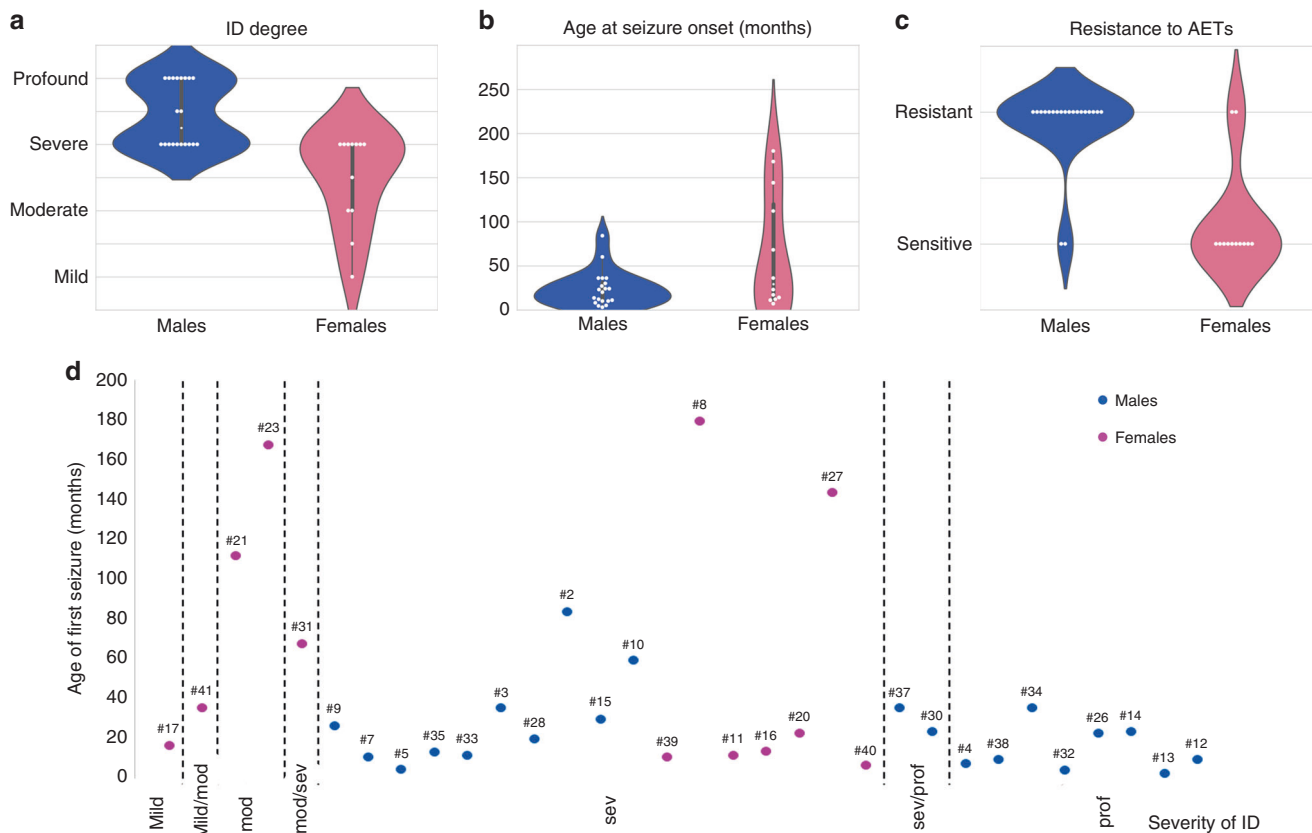 a
ID degree
Profound
Severe
Moderate
Mild
Males
Females
b
Age at seizure onset (months)
250
200
150
100
50
0
Males
Females
c
Resistance to AETs
Resistant
Sensitive
Males
Females
d
Age of first seizure (months)
200
180
160
140
120
100
80
60
40
20
0
Males
Females
#17
#41
#21
#23
#31
#9
#7
#5
#35
#33
#3
#28
#2
#15
#10
#39
#8
#11
#16
#20
#27
#40
#37
#30
#4
#38
#34
#32
#26
#14
#13
#12
Mild
Mild/mod
mod
mod/sev
sev
sev/prof
prof
Severity of ID